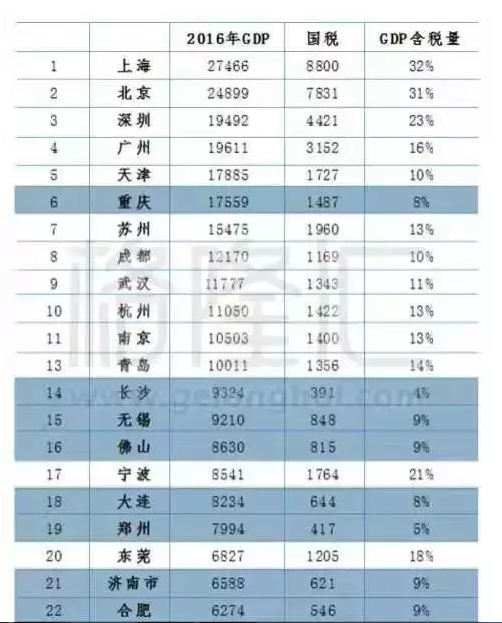 2016年GDP 国税 GDP含税量
1 上海 27466 8800 32%
2 北京 24899 7831 31%
3 深圳 19492 4421 23%
4 广州 19611 3152 16%
5 天津 17885 1727 10%
6 重庆 17559 1487 8%
7 苏州 15475 1960 13%
8 成都 12170 1169 10%
9 武汉 11777 1343 11%
10 杭州 11050 1422 13%
11 南京 10503 1400 13%
13 青岛 10011 1356 14%
14 长沙 9324 391 4%
15 无锡 9210 848 9%
16 佛山 8630 815 9%
17 宁波 8541 1764 21%
18 大连 8234 644 8%
19 郑州 7994 417 5%
20 东莞 6827 1205 18%
21 济南市 6588 621 9%
22 合肥 6274 546 9%
格隆汇